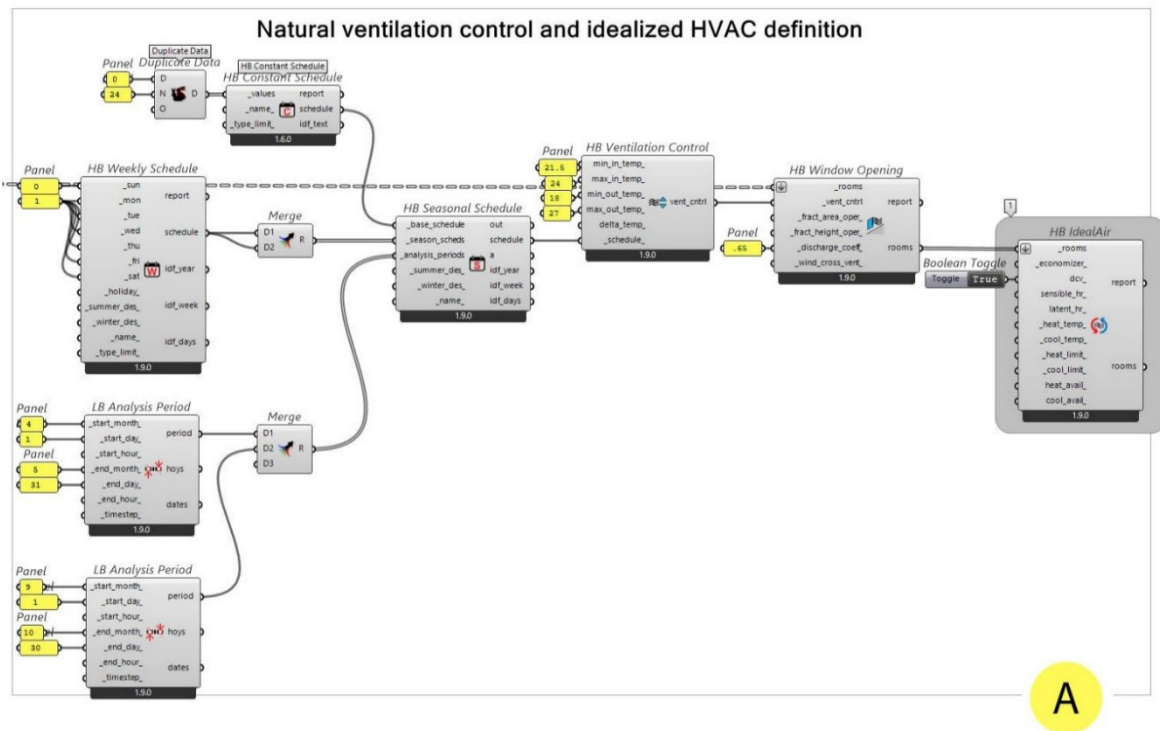 Natural ventilation control and idealized HVAC definition
Duplicate Data
Panel
Duplicate Data
0
24
D
N
O
D
HB Constant Schedule
HB Constant Schedule
_values
_name_
_type_limit_
report
schedule
idf_text
1.6.0
Panel
0
1
HB Weekly Schedule
_sun
_mon
_tue
_wed
_thu
_fri
_sat
_holiday_
_summer_des_
_winter_des_
_name_
_type_limit_
report
schedule
idf_year
idf_week
idf_days
1.9.0
Merge
D1
D2
R
HB Seasonal Schedule
_base_schedule
_season_scheds
_analysis_periods
_summer_des_
_winter_des_
_name_
out
schedule
a
idf_year
idf_week
idf_days
1.9.0
Panel
21.5
24
18
27
HB Ventilation Control
min_in_temp_
max_in_temp_
min_out_temp_
max_out_temp_
delta_temp_
_schedule_
vent_cntrl
1.9.0
Panel
.65
HB Window Opening
_rooms
_vent_cntrl
_fract_area_oper_
_fract_height_oper_
_discharge_coeff_
_wind_cross_vent_
report
rooms
1.9.0
Boolean Toggle
Toggle
True
1
HB IdealAir
_rooms
_economizer_
dcv_
sensible_hr_
latent_hr_
_heat_temp_
_cool_temp_
_heat_limit_
_cool_limit_
heat_avail_
cool_avail_
report
rooms
1.9.0
Panel
4
1
Panel
5
31
LB Analysis Period
_start_month_
_start_day_
_start_hour_
_end_month_
_end_day_
_end_hour_
_timestep_
period
hoys
dates
1.9.0
Merge
D1
D2
D3
R
Panel
9
1
Panel
10
30
LB Analysis Period
_start_month_
_start_day_
_start_hour_
_end_month_
_end_day_
_end_hour_
_timestep_
period
hoys
dates
1.9.0
A